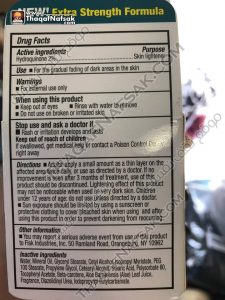 ThaqafNafsak.com
NEW! Extra Strength Formula
Drug Facts
Active ingredients Purpose
Hydroquinone 2% Skin lightener
Use • For the gradual fading of dark areas in the skin
Warnings
• For external use only
When using this product
• Keep out of eyes • Rinse with water to remove
• Do not use on broken or irritated skin
Stop use and ask a doctor if
• Rash or irritation develops and lasts
Keep out of reach of children.
If swallowed, get medical help or contact a Poison Control
right away
Directions • Adults: apply a small amount as a thin layer on the
affected area twice daily, or use as directed by a doctor. If no
improvement is seen after 3 months of treatment, use of this
product should be discontinued. Lightening effect of this product
may not be noticeable when used on very dark skin. Children
under 12 years of age: do not use unless directed by a doctor.
• Sun exposure should be limited by using a sunscreen or
protective clothing to cover bleached skin when using and after
using this product in order to prevent darkening from reoccurring
Other information
• You may report a serious adverse event from use of this product
to Fisk Industries, Inc. 50 Ramland Road, Orangeburg, NY 10962
Inactive ingredients
Water, Mineral Oil, Glyceryl Stearate, Isopropyl Myristate, PEG
100 Stearate, Propylene Glycol, Cetearyl Alcohol, Stearic Acid, Polysorbate 60,